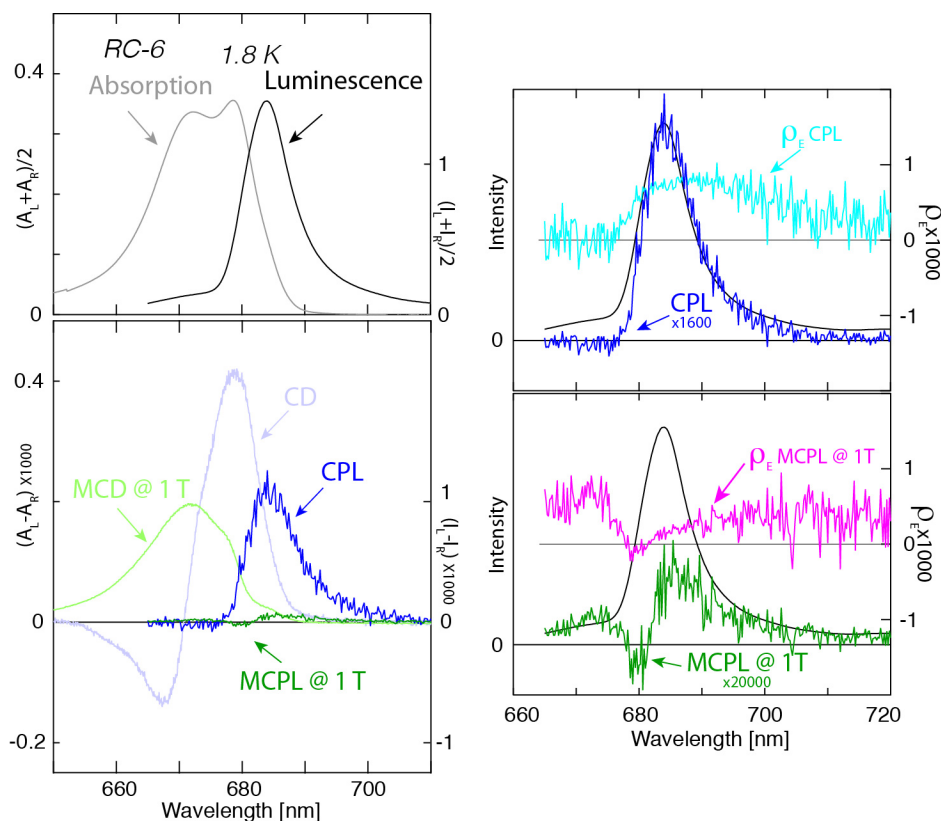 RC-6
1.8 K
Absorption
Luminescence
0.4
0
(A_L+A_R)/2
1
0
(I_L+I_R)/2
CD
MCD @ 1 T
CPL
MCPL @ 1 T
0.4
0
-0.2
(A_L-A_R) x1000
1
0
-1
(I_L-I_R) x1000
660
680
700
Wavelength [nm]
ρ_E CPL
CPL
x1600
Intensity
0
1
0
-1
ρ_E x1000
ρ_E MCPL @ 1T
MCPL @ 1T
x20000
Intensity
0
1
0
-1
ρ_E x1000
660
680
700
720
Wavelength [nm]